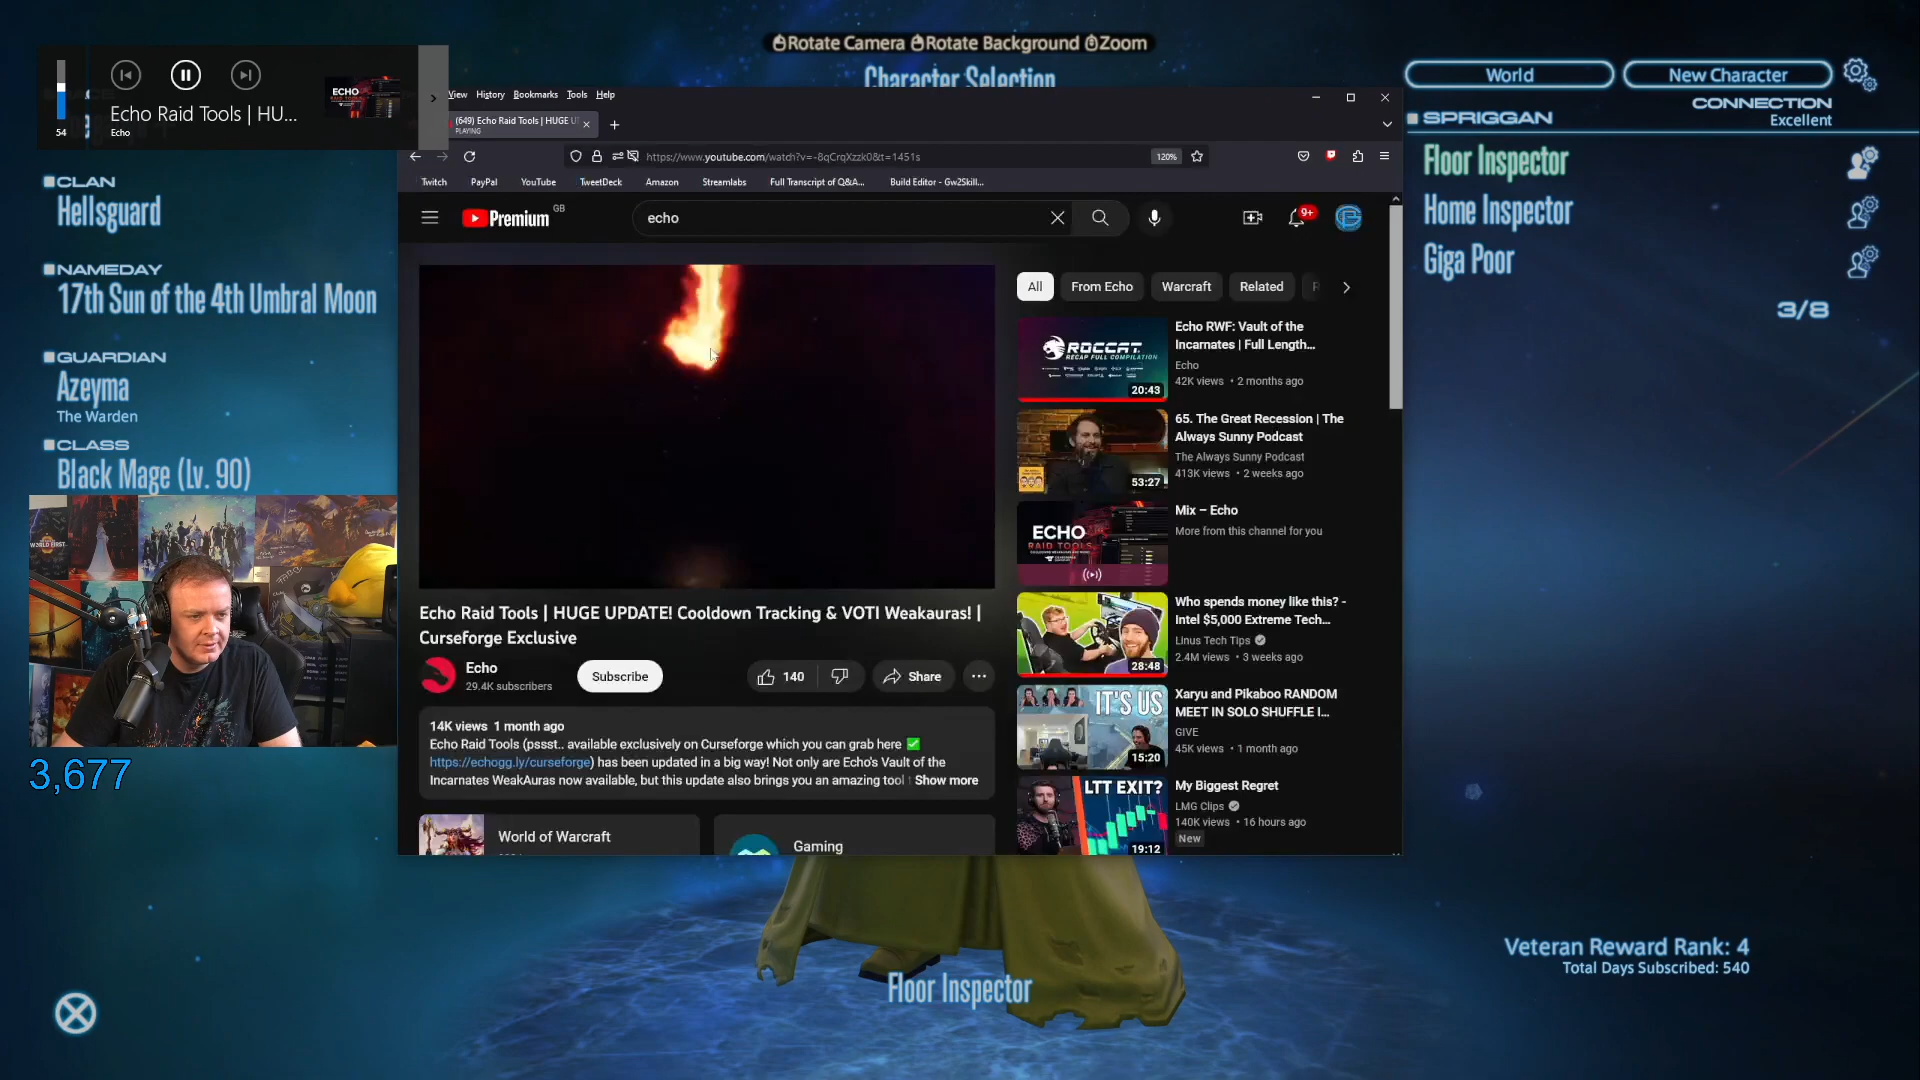 Rotate Camera Rotate Background Zoom
Character Selection
Echo Raid Tools | HU...
Echo
54
CLAN
Hellsguard
NAMEDAY
17th Sun of the 4th Umbral Moon
GUARDIAN
Azeyma
The Warden
CLASS
Black Mage (Lv. 90)
3,677
View History Bookmarks Tools Help
(649) Echo Raid Tools | HUGE U
PLAYING
https://www.youtube.com/watch?v=-8qCrqXzzk0&t=1451s
120%
Twitch PayPal YouTube TweetDeck Amazon Streamlabs Full Transcript of Q&A... Build Editor - Gw2Skill...
Premium GB
echo
9+
All From Echo Warcraft Related
Echo RWF: Vault of the
Incarnates | Full Length...
Echo
42K views • 2 months ago
ROCCAT
RECAP FULL COMPILATION
20:43
65. The Great Recession | The
Always Sunny Podcast
The Always Sunny Podcast
413K views • 2 weeks ago
53:27
Mix – Echo
More from this channel for you
ECHO
RAID TOOLS
Who spends money like this? -
Intel $5,000 Extreme Tech...
Linus Tech Tips
2.4M views • 3 weeks ago
28:48
Xaryu and Pikaboo RANDOM
MEET IN SOLO SHUFFLE I...
GIVE
45K views • 1 month ago
IT'S US
15:20
My Biggest Regret
LMG Clips
140K views • 16 hours ago
New
LTT EXIT?
19:12
Echo Raid Tools | HUGE UPDATE! Cooldown Tracking & VOTI Weakauras! |
Curseforge Exclusive
Echo
29.4K subscribers
Subscribe
140
Share
14K views 1 month ago
Echo Raid Tools (pssst.. available exclusively on Curseforge which you can grab here ✅
https://echogg.ly/curseforge) has been updated in a big way! Not only are Echo's Vault of the
Incarnates WeakAuras now available, but this update also brings you an amazing tool Show more
World of Warcraft
Gaming
World
New Character
CONNECTION
Excellent
SPRIGGAN
Floor Inspector
Home Inspector
Giga Poor
3/8
Veteran Reward Rank: 4
Total Days Subscribed: 540
Floor Inspector